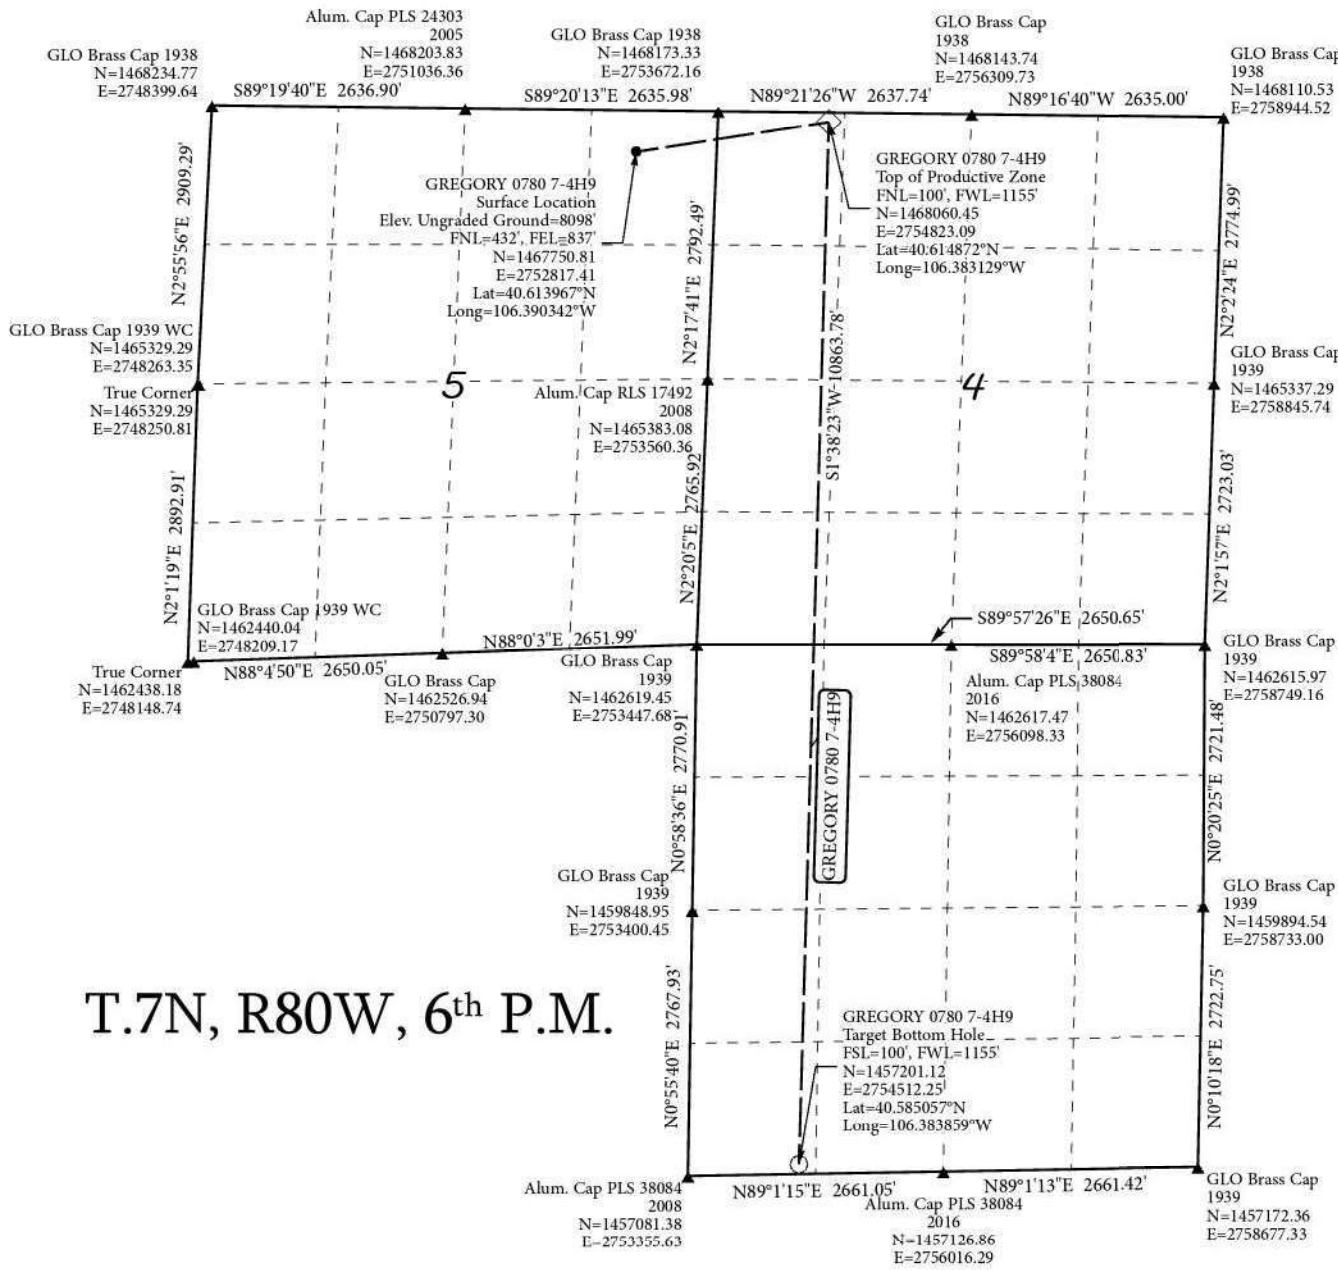 Alum. Cap PLS 24303
2005
N=1468203.83
E=2751036.36
GLO Brass Cap 1938
N=1468173.33
E=2753672.16
GLO Brass Cap
1938
N=1468143.74
E=2756309.73
GLO Brass Cap 1938
N=1468234.77
E=2748399.64
GLO Brass Cap
1938
N=1468110.53
E=2758944.52
S89°19'40"E 2636.90'
S89°20'13"E 2635.98'
N89°21'26"W 2637.74'
N89°16'40"W 2635.00'
N2°55'56"E 2909.29'
GREGORY 0780 7-4H9
Surface Location
Elev. Ungraded Ground=8098'
FNL=432', FEL=837'
N=1467750.81
E=2752817.41
Lat=40.613967°N
Long=106.390342°W
N2°17'41"E 2792.49'
GREGORY 0780 7-4H9
Top of Productive Zone
FNL=100', FWL=1155'
N=1468060.45
E=2754823.09
Lat=40.614872°N
Long=106.383129°W
N2°2'24"E 2774.99'
S1°38'23"W-10863.78'
GLO Brass Cap 1939 WC
N=1465329.29
E=2748263.35
True Corner
N=1465329.29
E=2748250.81
5
Alum. Cap RLS 17492
2008
N=1465383.08
E=2753560.36
4
GLO Brass Cap
1939
N=1465337.29
E=2758845.74
N2°1'19"E 2892.91'
N2°20'5"E 2765.92'
N2°1'57"E 2723.03'
GLO Brass Cap 1939 WC
N=1462440.04
E=2748209.17
True Corner
N=1462438.18
E=2748148.74
N88°4'50"E 2650.05'
N88°0'3"E 2651.99'
GLO Brass Cap
N=1462526.94
E=2750797.30
GLO Brass Cap
1939
N=1462619.45
E=2753447.68
S89°57'26"E 2650.65'
S89°58'4"E 2650.83'
Alum. Cap PLS 38084
2016
N=1462617.47
E=2756098.33
GLO Brass Cap
1939
N=1462615.97
E=2758749.16
N0°58'36"E 2770.91'
GREGORY 0780 7-4H9
N0°20'25"E 2721.48'
GLO Brass Cap
1939
N=1459848.95
E=2753400.45
GLO Brass Cap
1939
N=1459894.54
E=2758733.00
T.7N, R80W, 6th P.M.
N0°55'40"E 2767.93'
GREGORY 0780 7-4H9
Target Bottom Hole
FSL=100', FWL=1155'
N=1457201.12
E=2754512.25
Lat=40.585057°N
Long=106.383859°W
N0°10'18"E 2722.75'
Alum. Cap PLS 38084
2008
N=1457081.38
E=2753355.63
N89°1'15"E 2661.05'
Alum. Cap PLS 38084
2016
N=1457126.86
E=2756016.29
N89°1'13"E 2661.42'
GLO Brass Cap
1939
N=1457172.36
E=2758677.33